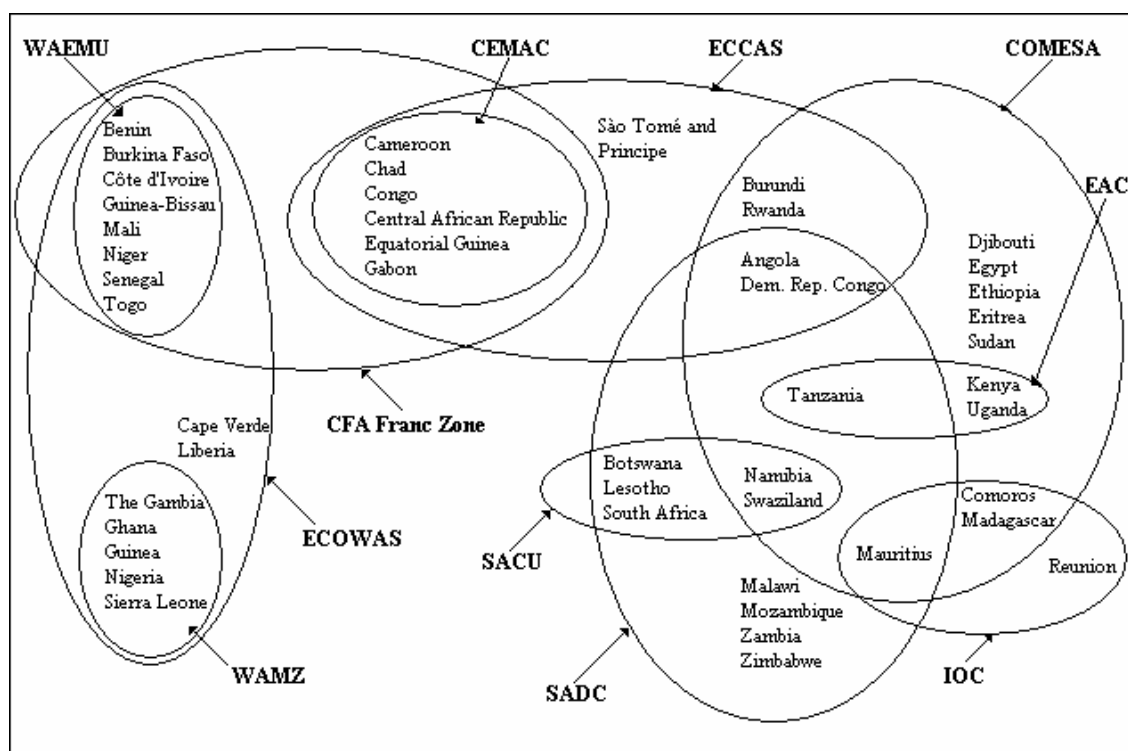 WAEMU
CEMAC
ECCAS
COMESA
Benin
Burkina Faso
Côte d'Ivoire
Guinea-Bissau
Mali
Niger
Senegal
Togo
Cameroon
Chad
Congo
Central African Republic
Equatorial Guinea
Gabon
Sào Tomé and
Principe
Burundi
Rwanda
EAC
Angola
Dem. Rep. Congo
Djibouti
Egypt
Ethiopia
Eritrea
Sudan
Tanzania
Kenya
Uganda
Cape Verde
Liberia
CFA Franc Zone
The Gambia
Ghana
Guinea
Nigeria
Sierra Leone
ECOWAS
Botswana
Lesotho
South Africa
Namibia
Swaziland
SACU
Comoros
Madagascar
Mauritius
Reunion
Malawi
Mozambique
Zambia
Zimbabwe
WAMZ
SADC
IOC